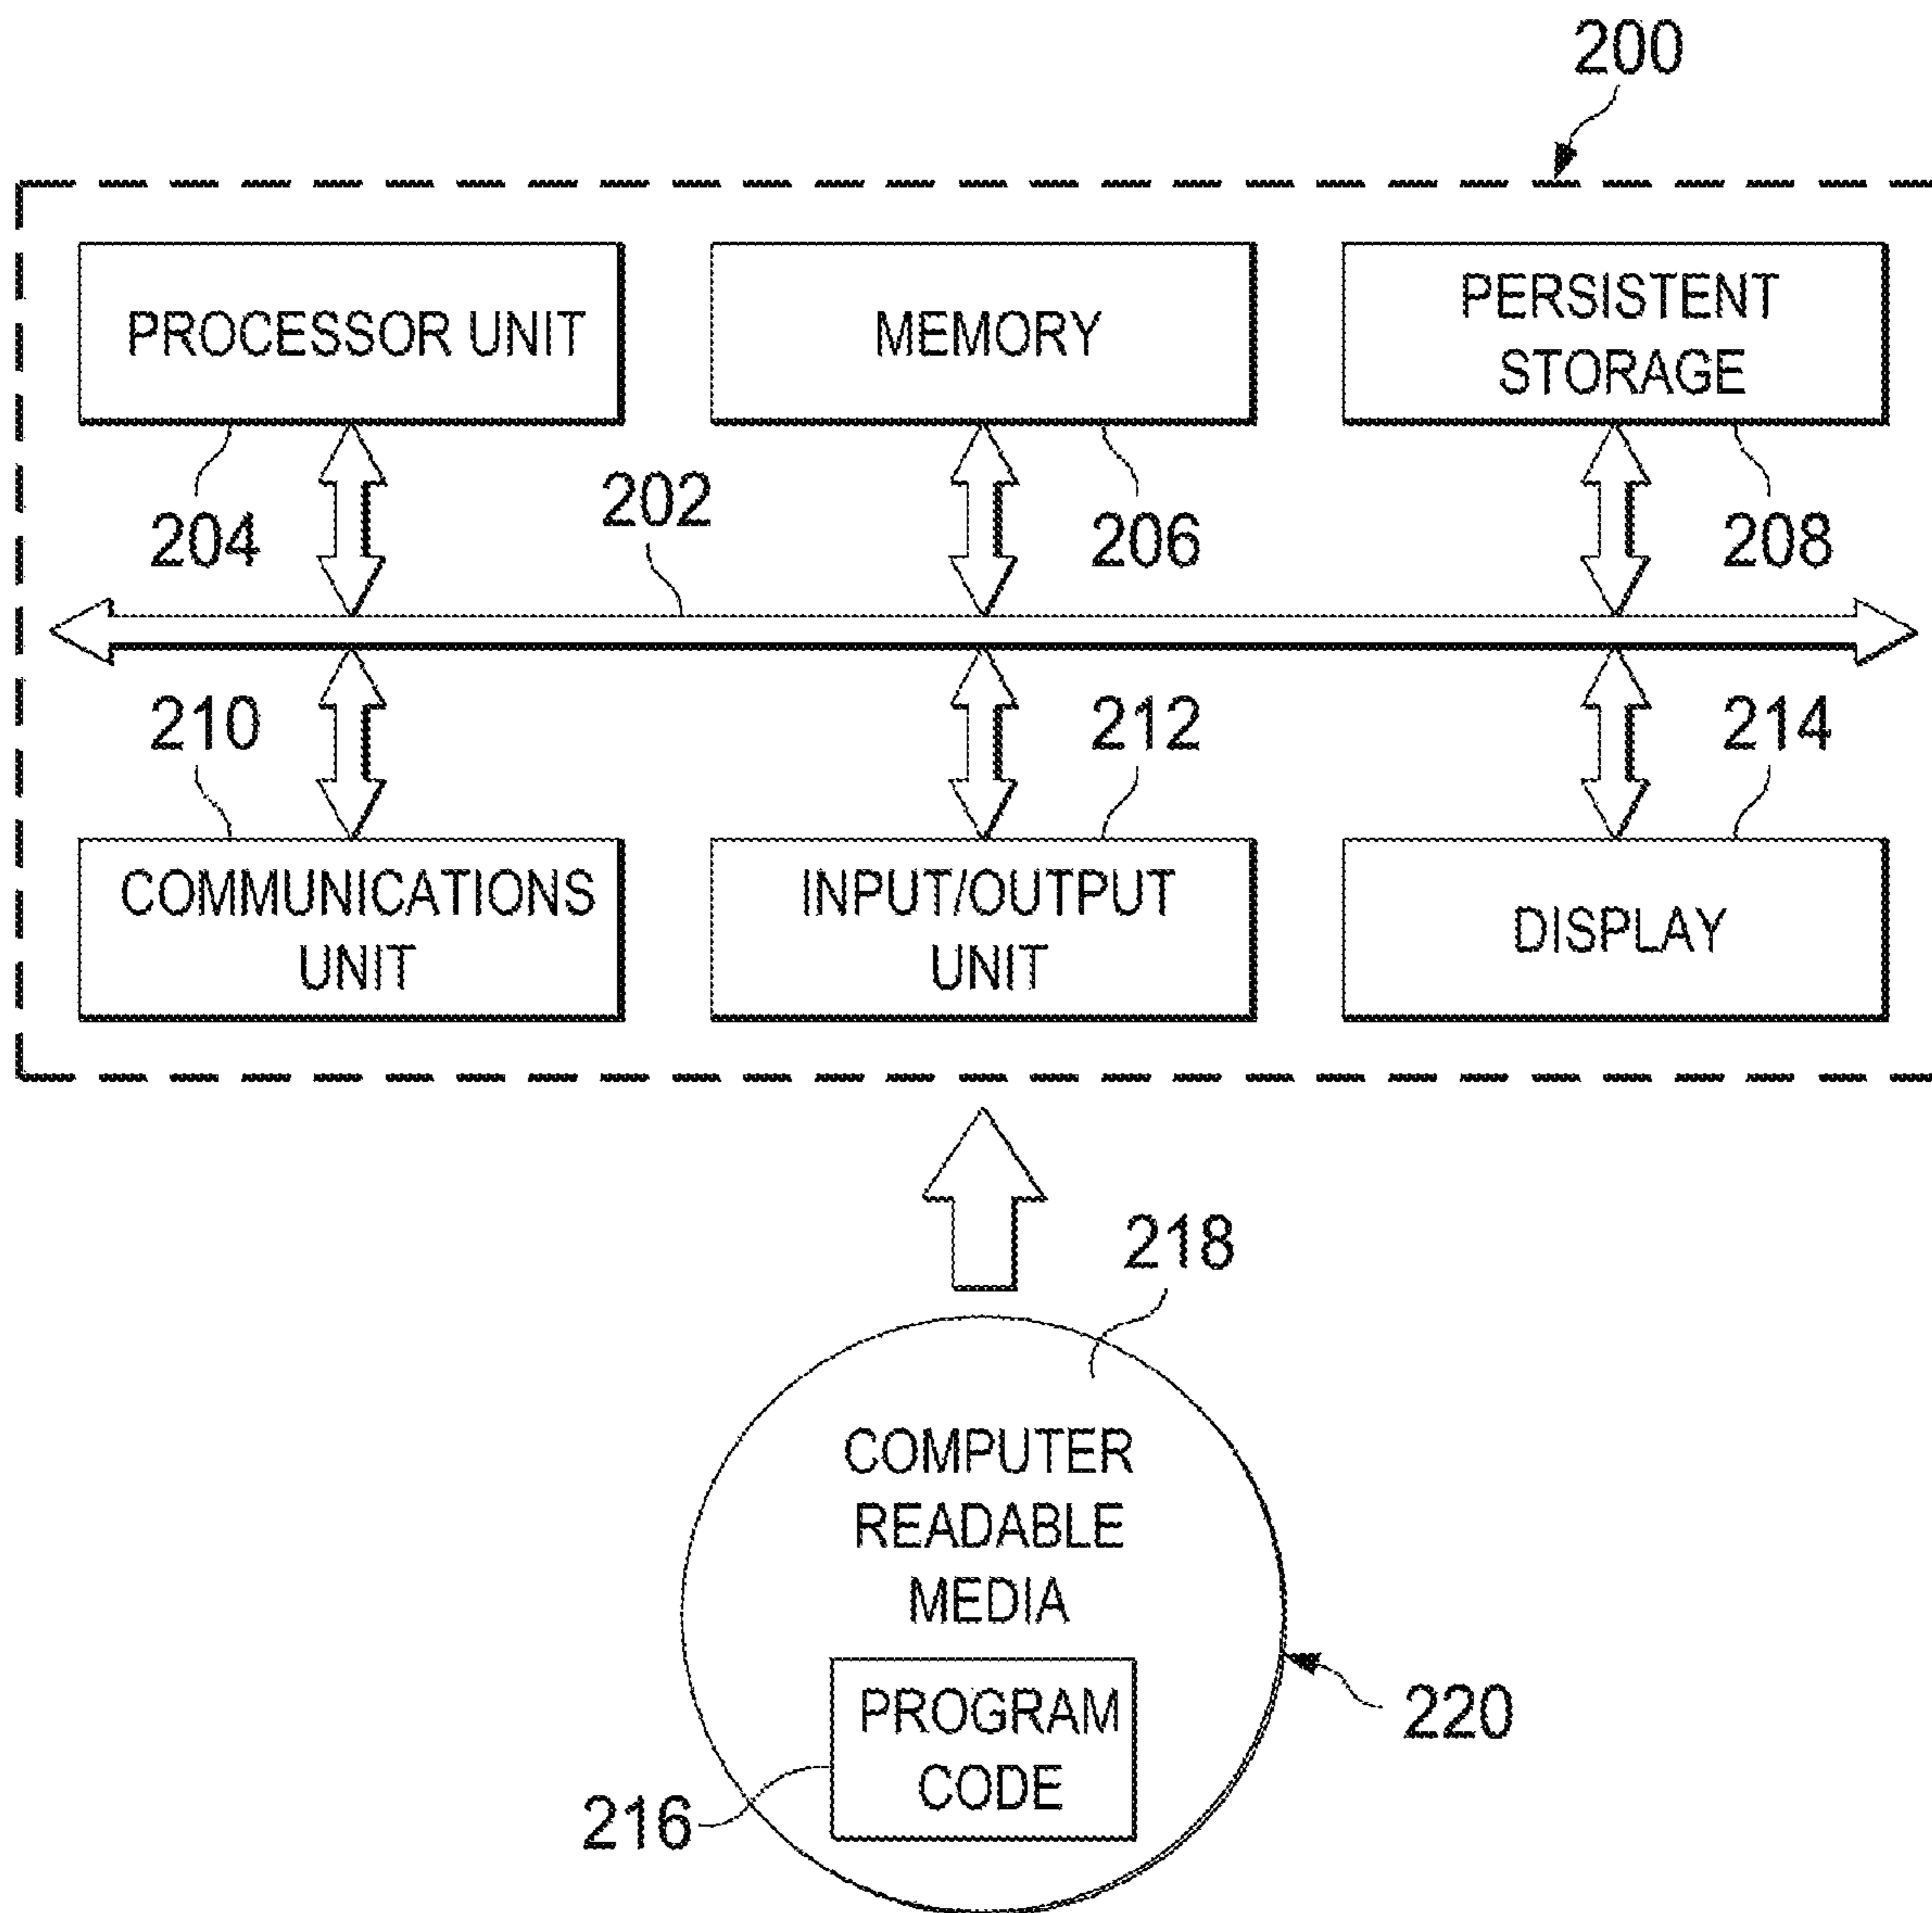 200
PROCESSOR UNIT
MEMORY
PERSISTENT
STORAGE
204
202
206
208
210
212
214
COMMUNICATIONS
UNIT
INPUT/OUTPUT
UNIT
DISPLAY
218
COMPUTER
READABLE
MEDIA
PROGRAM
CODE
220
216